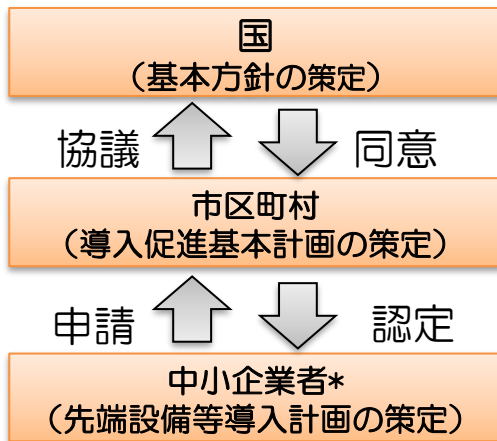 国
（基本方針の策定）
協議 同意
市区町村
（導入促進基本計画の策定）
申請 認定
中小企業者*
（先端設備等導入計画の策定）